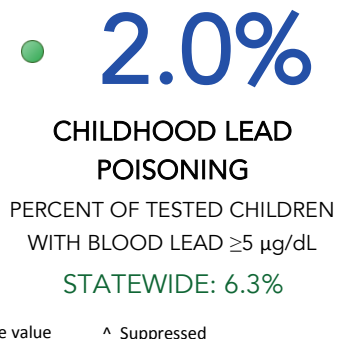 2.0%
CHILDHOOD LEAD
POISONING
PERCENT OF TESTED CHILDREN
WITH BLOOD LEAD ≥5 µg/dL
STATEWIDE: 6.3%
e value ^ Suppressed